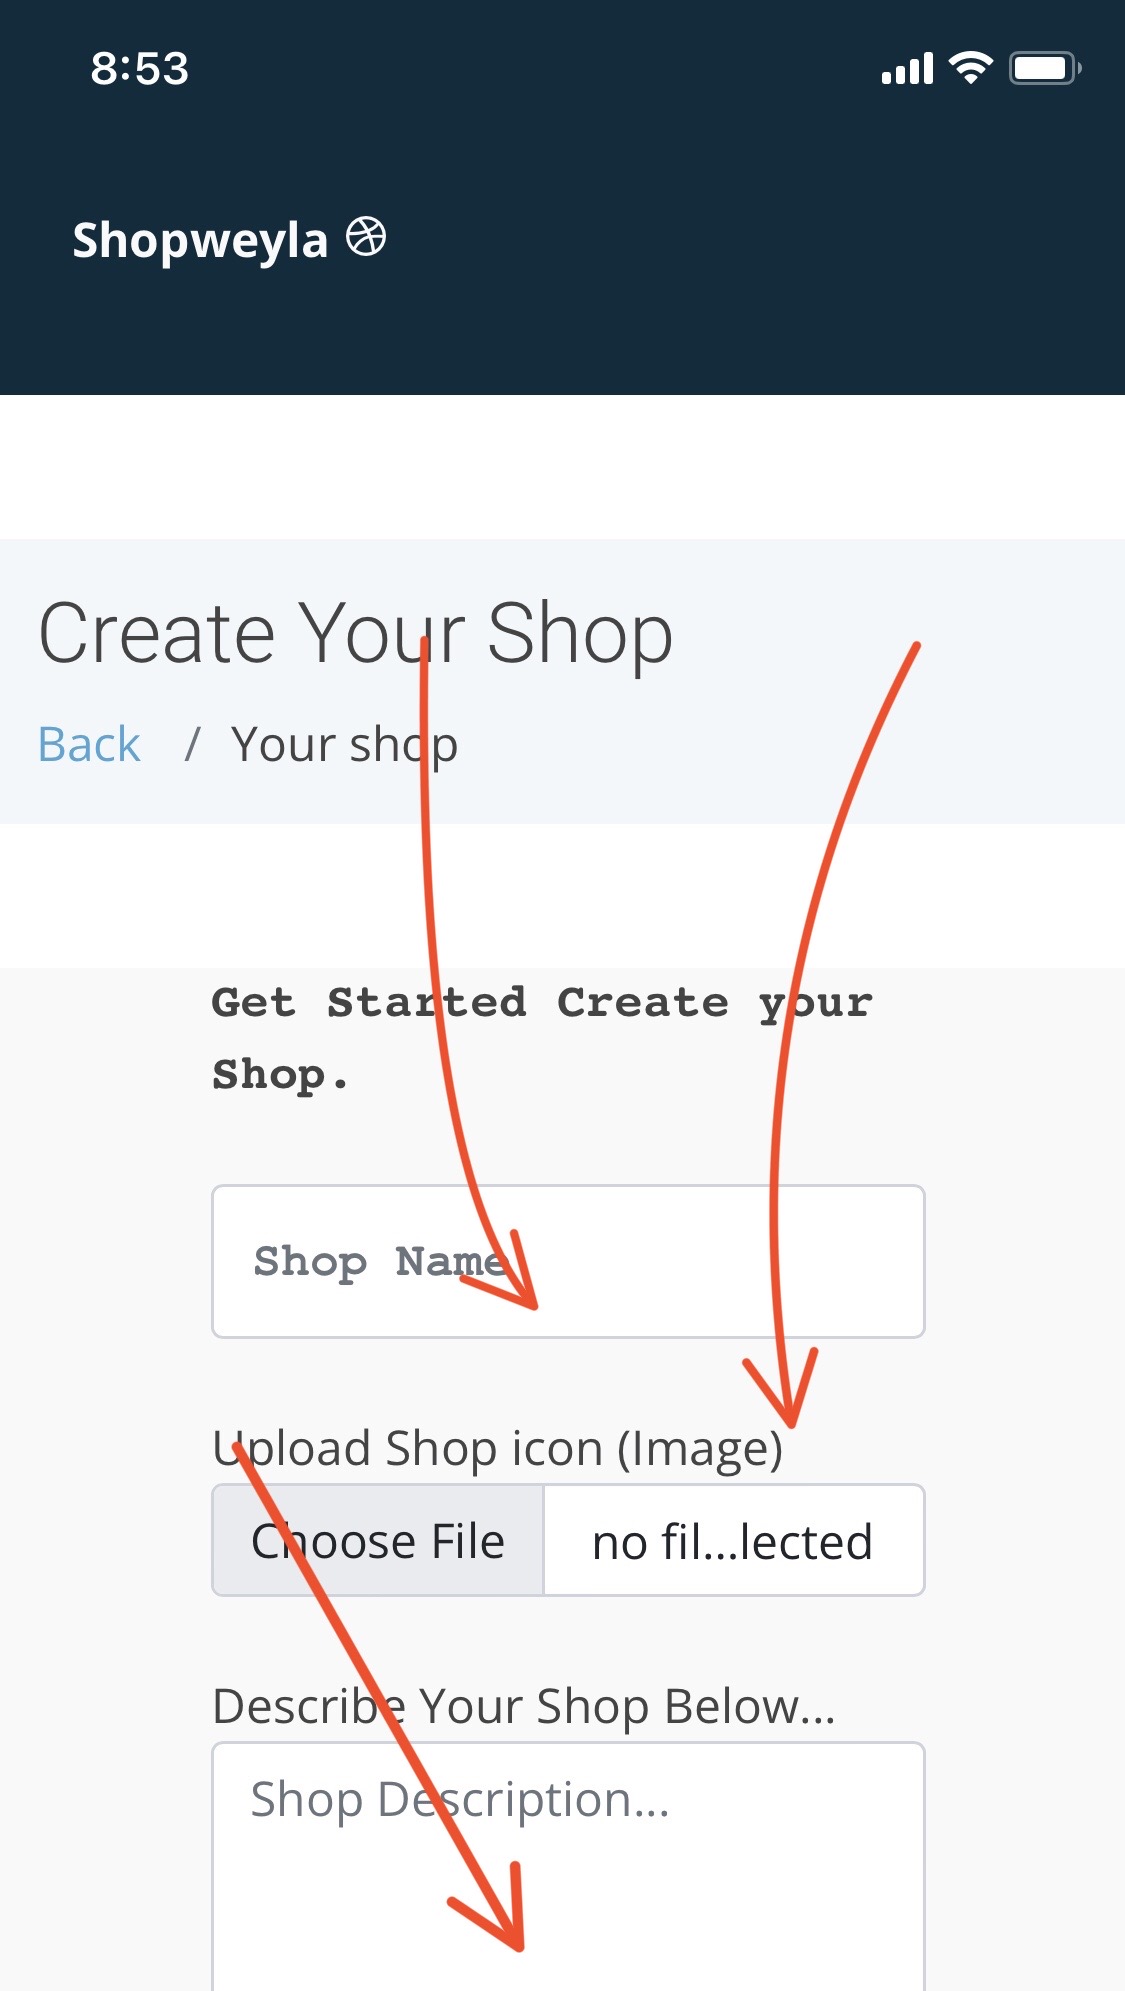 8:53
Shopweyla
Create Your Shop
Back / Your shop
Get Started Create your
Shop.
Shop Name
Upload Shop icon (Image)
Choose File no fil...lected
Describe Your Shop Below...
Shop Description...